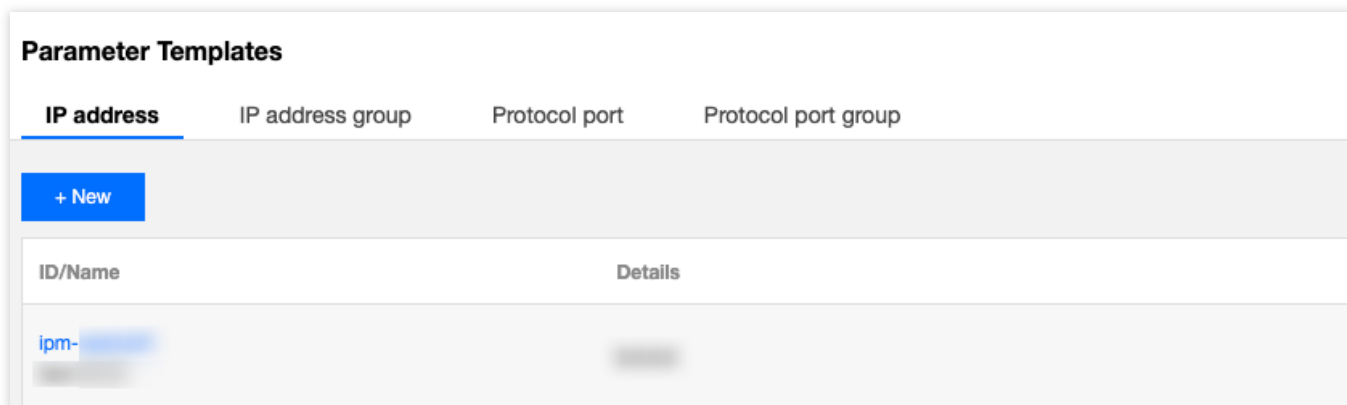 Parameter Templates
IP address IP address group Protocol port Protocol port group
+ New
ID/Name Details
ipm-